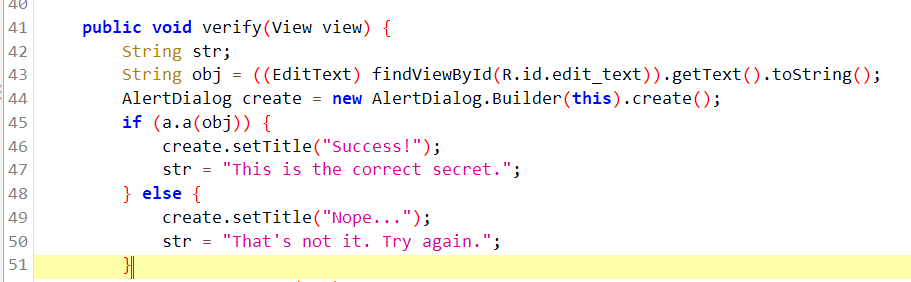 40
41 public void verify(View view) {
42 String str;
43 String obj = ((EditText) findViewById(R.id.edit_text)).getText().toString();
44 AlertDialog create = new AlertDialog.Builder(this).create();
45 if (a.a(obj)) {
46 create.setTitle("Success!");
47 str = "This is the correct secret.";
48 } else {
49 create.setTitle("Nope...");
50 str = "That's not it. Try again.";
51 }